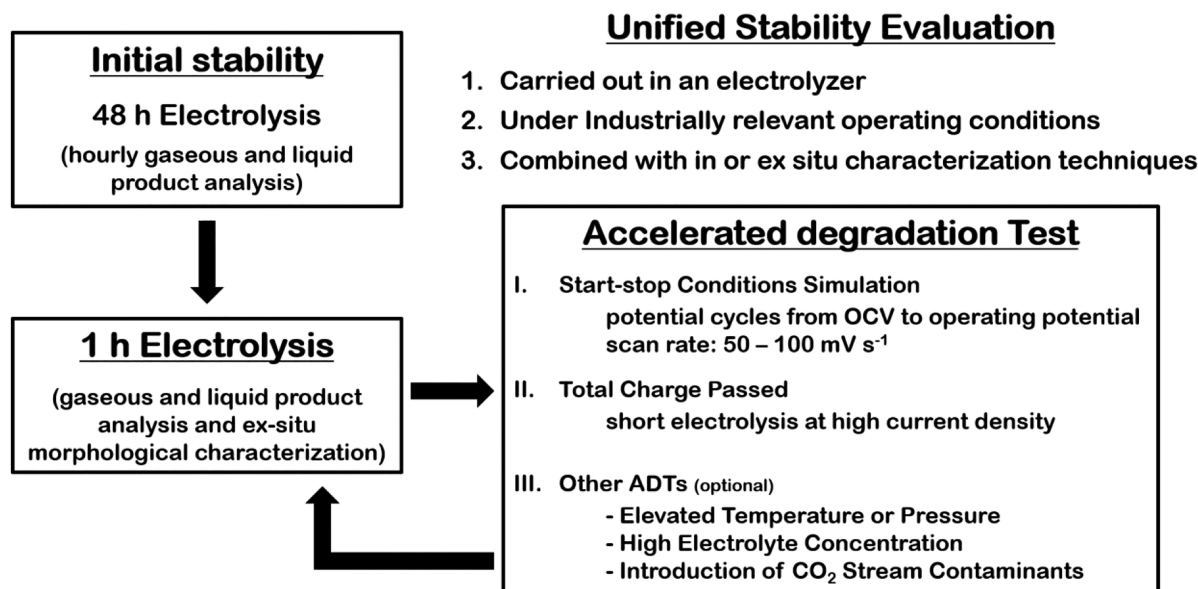 Initial stability
48 h Electrolysis
(hourly gaseous and liquid
product analysis)
Unified Stability Evaluation
1. Carried out in an electrolyzer
2. Under Industrially relevant operating conditions
3. Combined with in or ex situ characterization techniques
1 h Electrolysis
(gaseous and liquid product
analysis and ex-situ
morphological characterization)
Accelerated degradation Test
I. Start-stop Conditions Simulation
potential cycles from OCV to operating potential
scan rate: 50 – 100 mV s⁻¹
II. Total Charge Passed
short electrolysis at high current density
III. Other ADTs (optional)
- Elevated Temperature or Pressure
- High Electrolyte Concentration
- Introduction of CO₂ Stream Contaminants